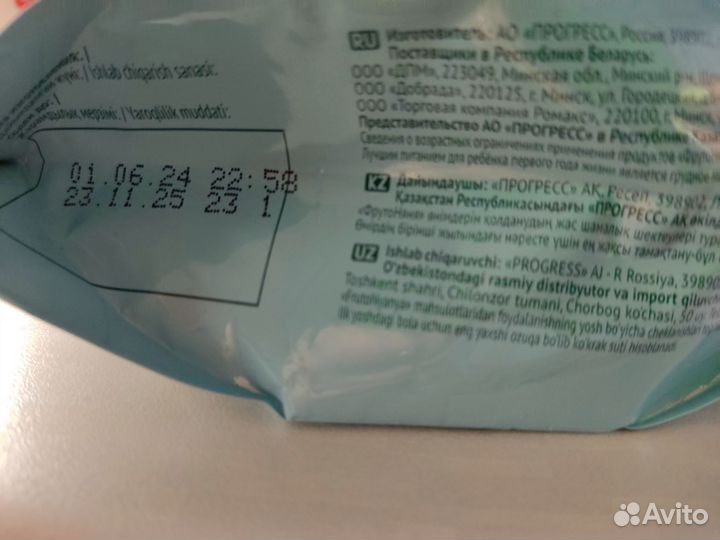 / Ishlab chiqarish sanasi:
/ Yaroqlilik muddati:
01.06.24 22:58
23.11.25 23 1
RU Изготовитель: АО «ПРОГРЕСС», Россия,
Поставщики в Республике Беларусь:
ООО «ДПМ», 223049, Минская обл., Минский р-н,
ООО «Добрада», 220125, г. Минск, ул. Городецкая,
ООО «Торговая компания Ромакс», 220100, г. Минск,
Представительство АО «ПРОГРЕСС» в Республике
Сведения о возрастных ограничениях применения продуктов
Лучшим питанием для ребёнка первого года жизни является грудное
KZ Дайындаушы: «ПРОГРЕСС» АҚ, Ресей, 398902,
Қазақстан Республикасындағы «ПРОГРЕСС» АҚ
«ФрутоНяня» өнімдерін қолданудың жас шамалық шектеулері
Өмірдің бірінші жылындағы нәресте үшін ең жақсы тамақтану-бұл
UZ Ishlab chiqaruvchi: «PROGRESS» AJ - R Rossiya,
O'zbekistondagi rasmiy distribyutor va import
Toshkent shahri, Chilonzor tumani, Chorbog ko'chasi, 50
«FrutoNyanya» mahsulotlaridan foydalanishning yosh bo'yicha
Ilk yoshdagi bola uchun eng yaxshi ozuqa bo'lib ko'krak suti hisoblanadi.
Avito